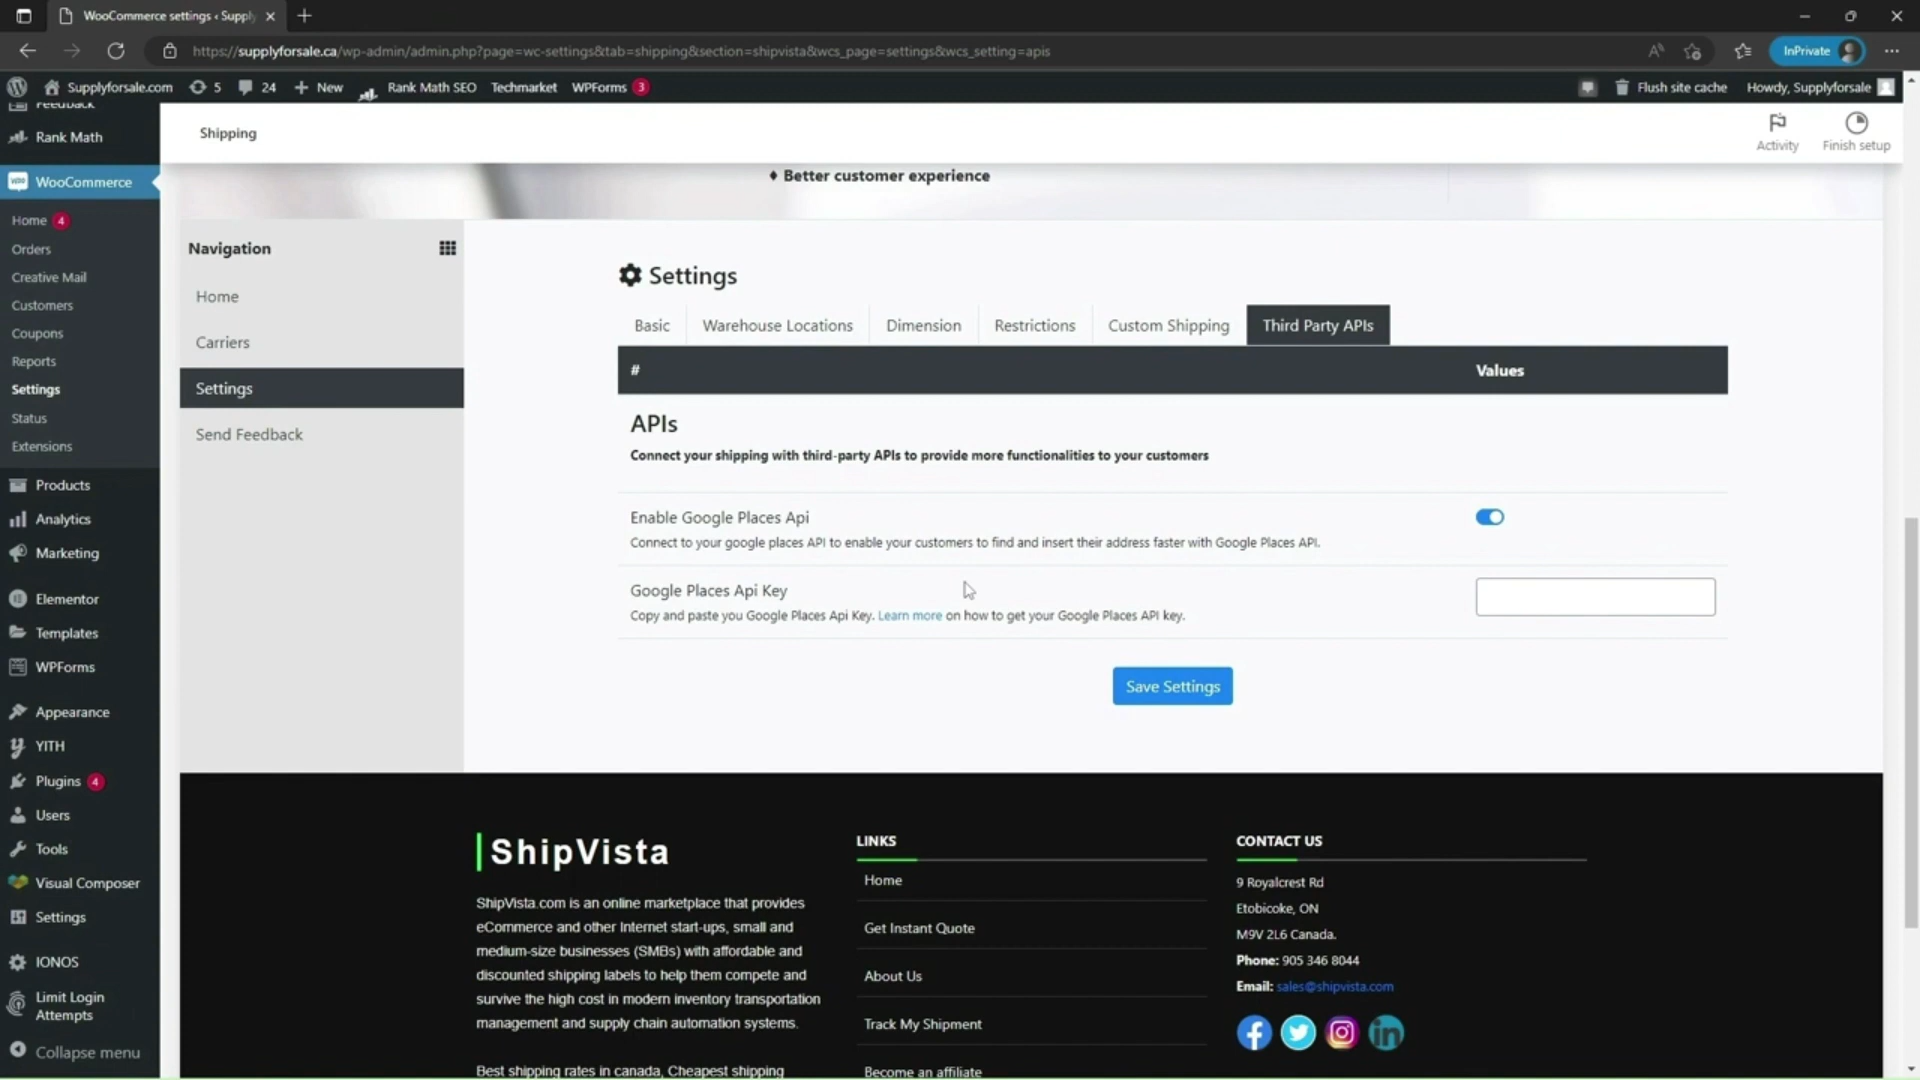 WooCommerce settings ‹ Supply
https://supplyforsale.ca/wp-admin/admin.php?page=wc-settings&tab=shipping&section=shipvista&wcs_page=settings&wcs_setting=apis
InPrivate
Supplyforsale.com 5 24 New Rank Math SEO Techmarket WPForms 3 Flush site cache Howdy, Supplyforsale
Feedback
Rank Math
WooCommerce
Home 4
Orders
Creative Mail
Customers
Coupons
Reports
Settings
Status
Extensions
Products
Analytics
Marketing
Elementor
Templates
WPForms
Appearance
YITH
Plugins 4
Users
Tools
Visual Composer
Settings
IONOS
Limit Login
Attempts
Collapse menu
Shipping
Activity
Finish setup
♦ Better customer experience
Navigation
Home
Carriers
Settings
Send Feedback
Settings
Basic Warehouse Locations Dimension Restrictions Custom Shipping Third Party APIs
# Values
APIs
Connect your shipping with third-party APIs to provide more functionalities to your customers
Enable Google Places Api
Connect to your google places API to enable your customers to find and insert their address faster with Google Places API.
Google Places Api Key
Copy and paste you Google Places Api Key. Learn more on how to get your Google Places API key.
Save Settings
ShipVista
ShipVista.com is an online marketplace that provides
eCommerce and other Internet start-ups, small and
medium-size businesses (SMBs) with affordable and
discounted shipping labels to help them compete and
survive the high cost in modern inventory transportation
management and supply chain automation systems.
Best shipping rates in canada, Cheapest shipping
LINKS
Home
Get Instant Quote
About Us
Track My Shipment
Become an affiliate
CONTACT US
9 Royalcrest Rd
Etobicoke, ON
M9V 2L6 Canada.
Phone: 905 346 8044
Email: sales@shipvista.com